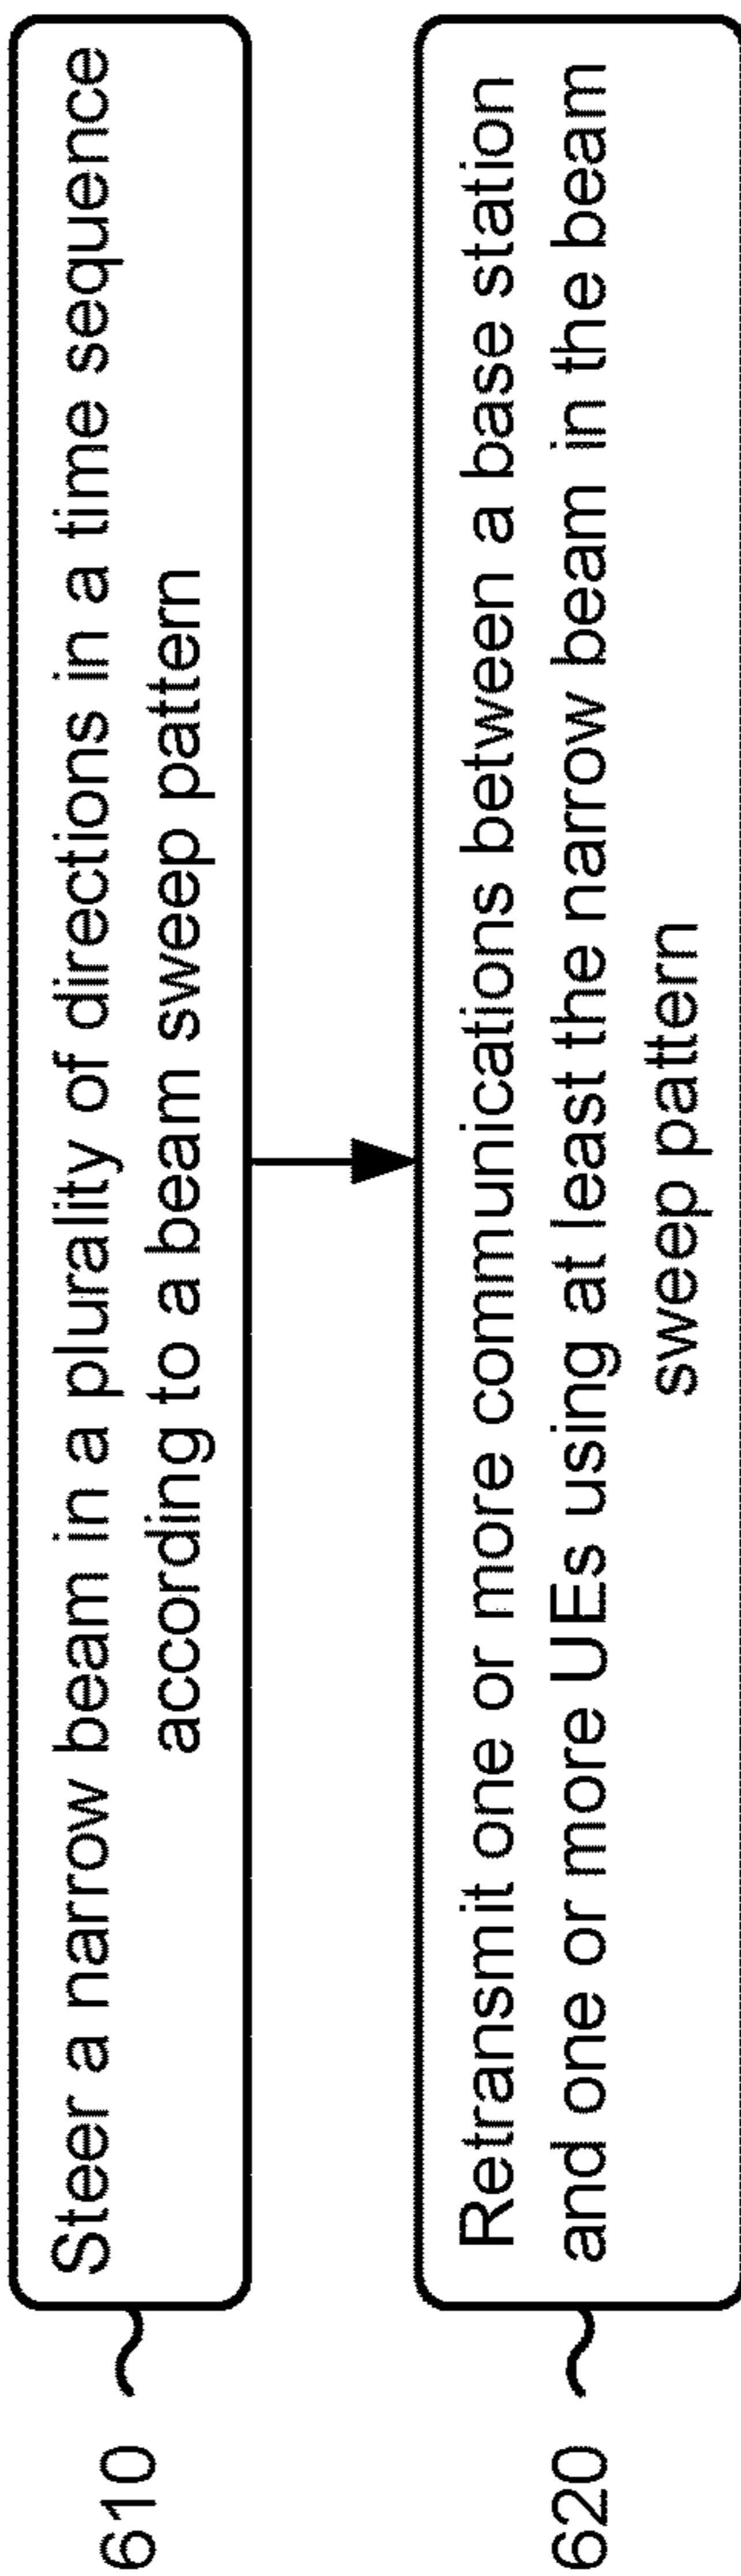 610
Steer a narrow beam in a plurality of directions in a time sequence
according to a beam sweep pattern
620
Retransmit one or more communications between a base station
and one or more UEs using at least the narrow beam in the beam
sweep pattern